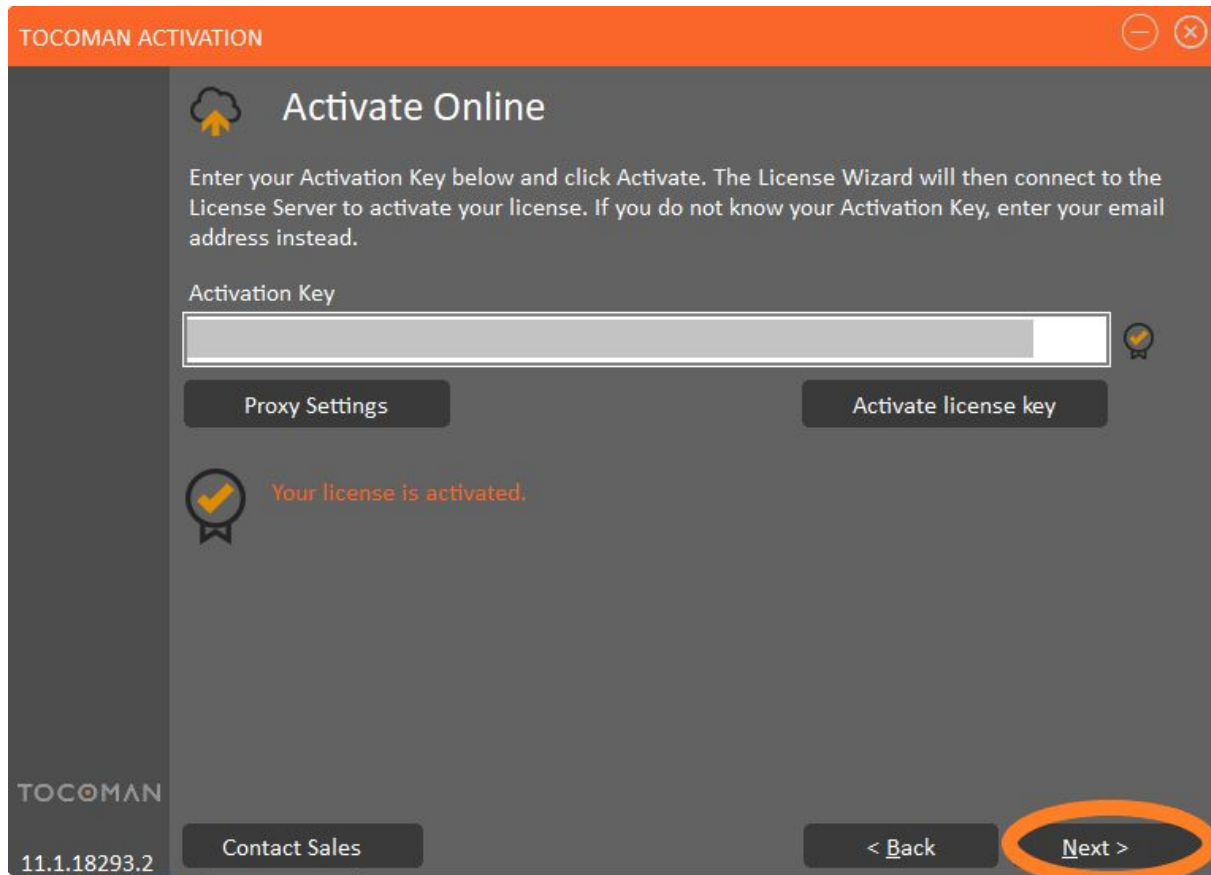 TOCOMAN ACTIVATION
Activate Online
Enter your Activation Key below and click Activate. The License Wizard will then connect to the
License Server to activate your license. If you do not know your Activation Key, enter your email
address instead.
Activation Key
Proxy Settings
Activate license key
Your license is activated.
TOCOMAN
11.1.18293.2
Contact Sales
< Back
Next >